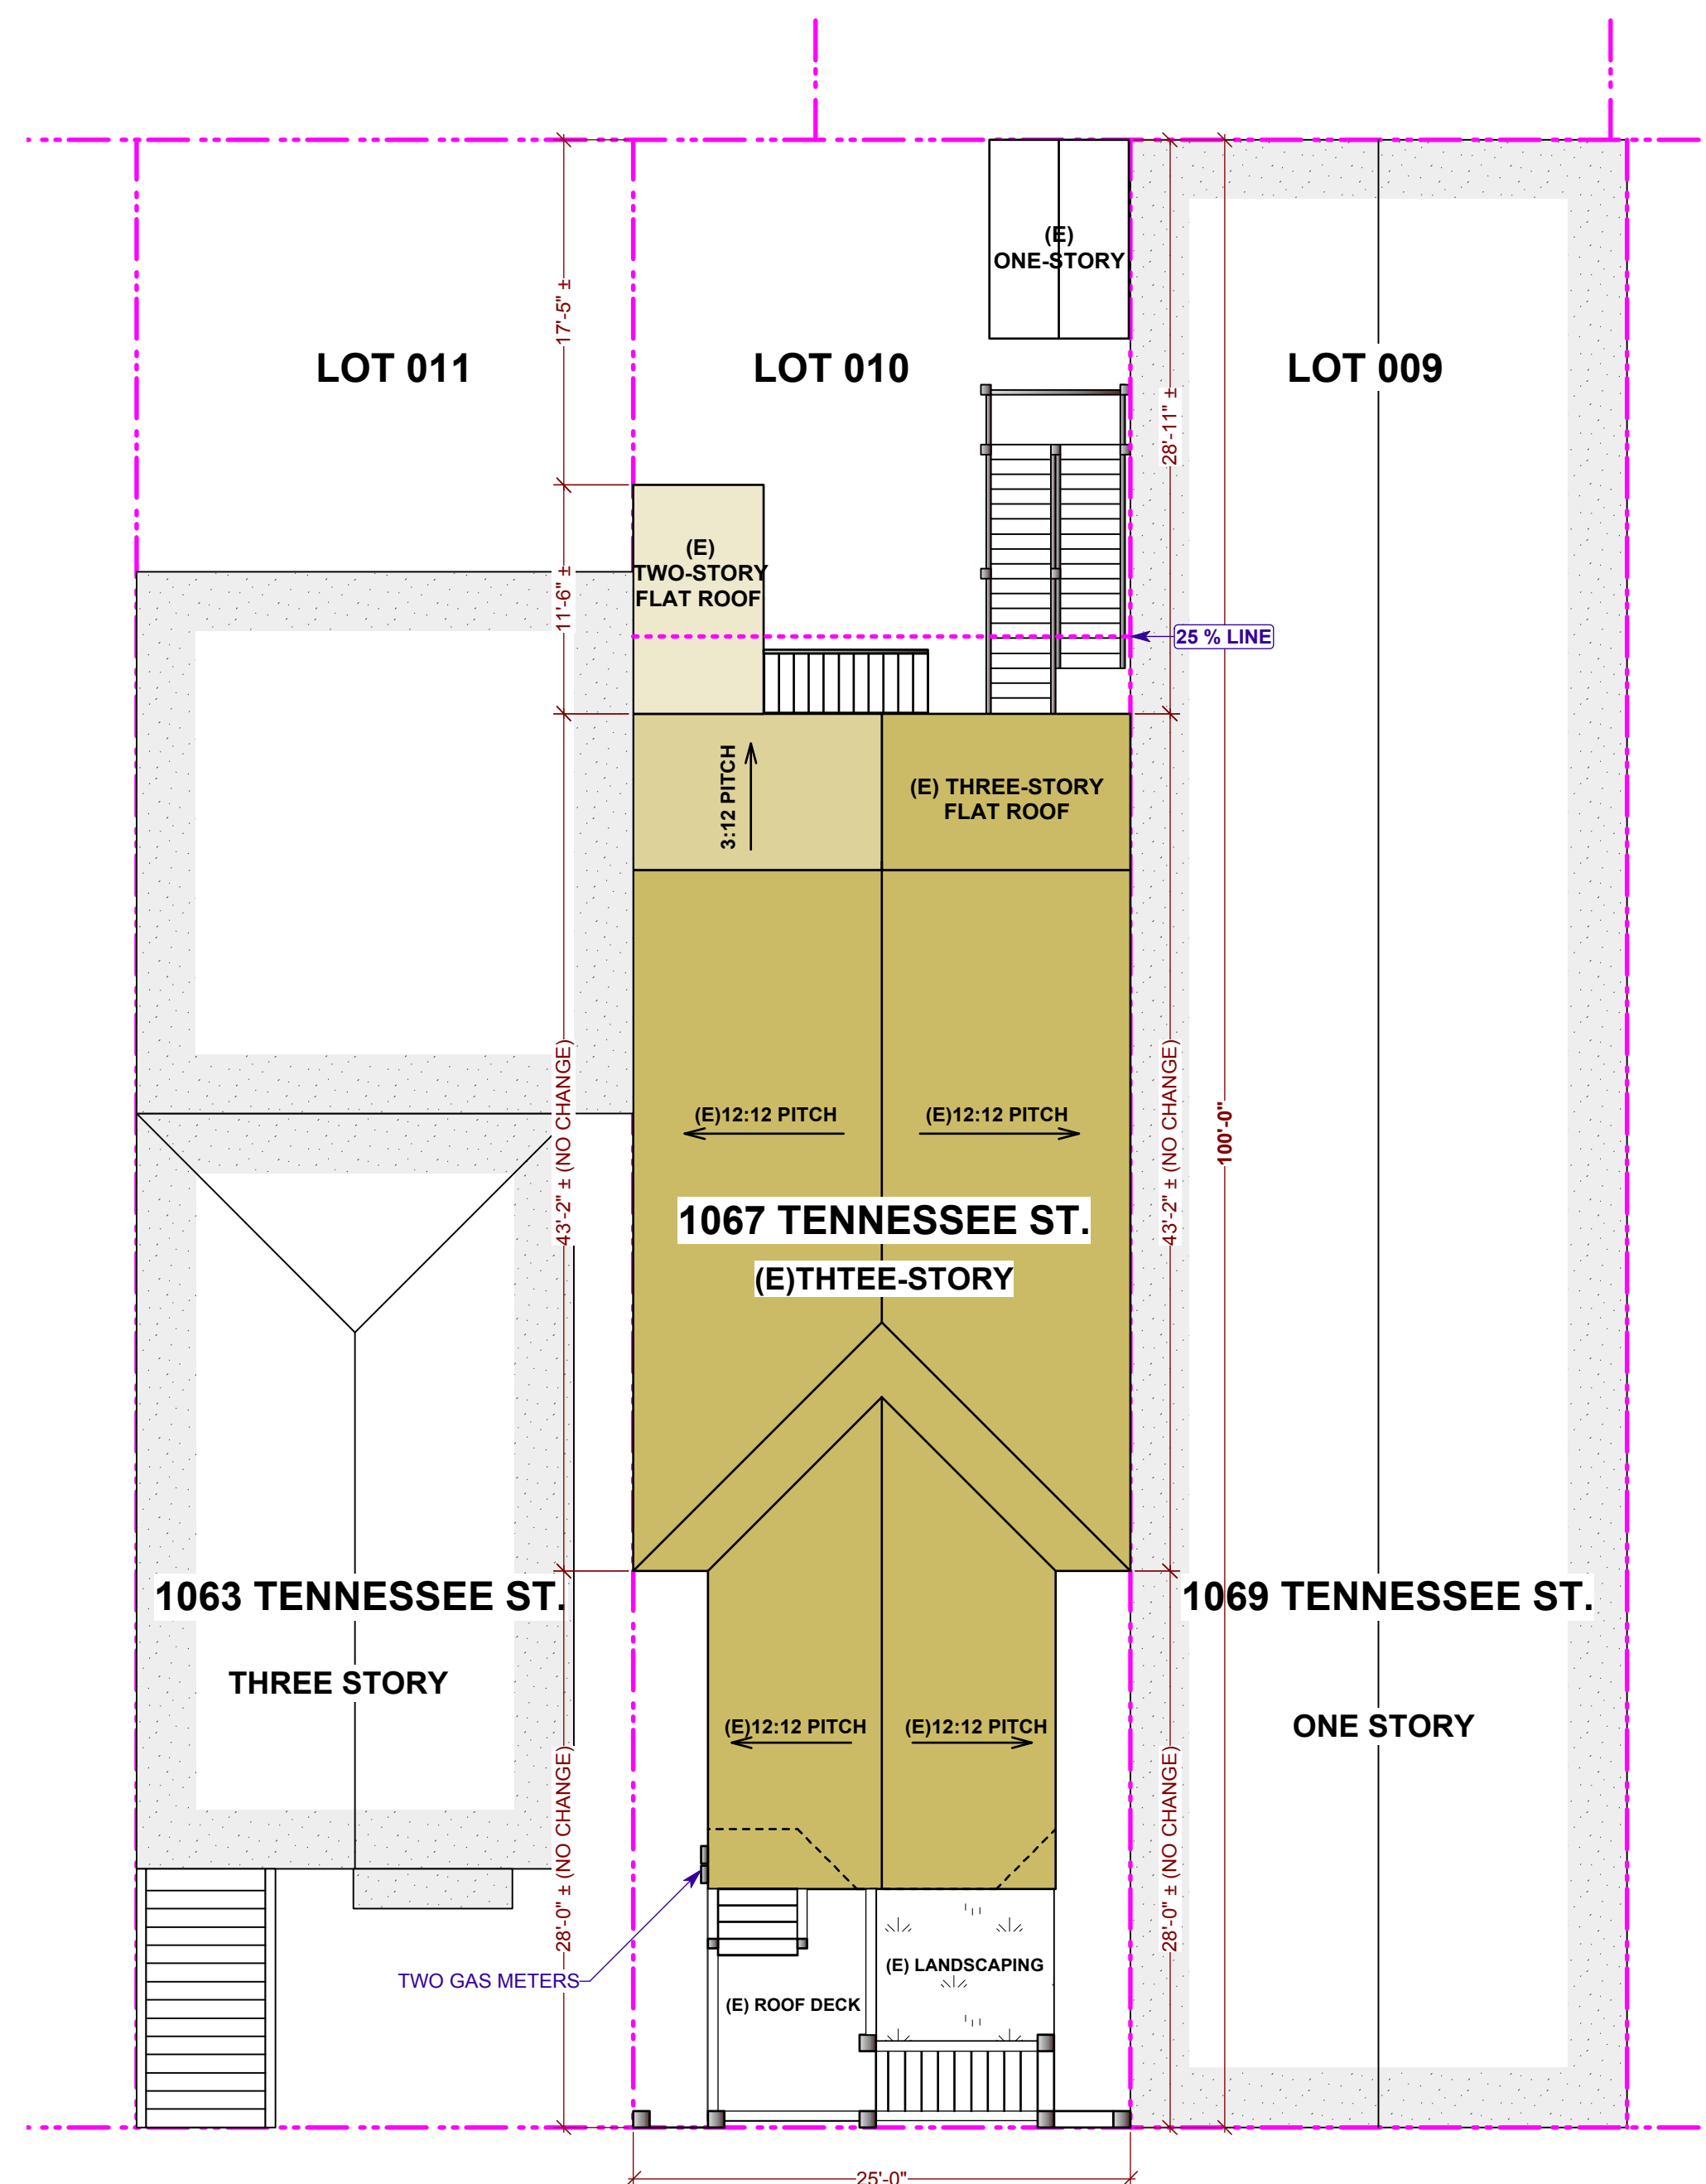 (E)
ONE-STORY
17'-5" ±
LOT 011
LOT 010
LOT 009
28'-11" ±
(E)
TWO-STORY
FLAT ROOF
11'-6" ±
25 % LINE
3:12 PITCH
(E) THREE-STORY
FLAT ROOF
43'-2" ± (NO CHANGE)
(E)12:12 PITCH
(E)12:12 PITCH
43'-2" ± (NO CHANGE)
100'-0"
1067 TENNESSEE ST.
(E)THTEE-STORY
1063 TENNESSEE ST.
1069 TENNESSEE ST.
THREE STORY
ONE STORY
(E)12:12 PITCH
(E)12:12 PITCH
28'-0" ± (NO CHANGE)
28'-0" ± (NO CHANGE)
TWO GAS METERS
(E) LANDSCAPING
(E) ROOF DECK
25'-0"